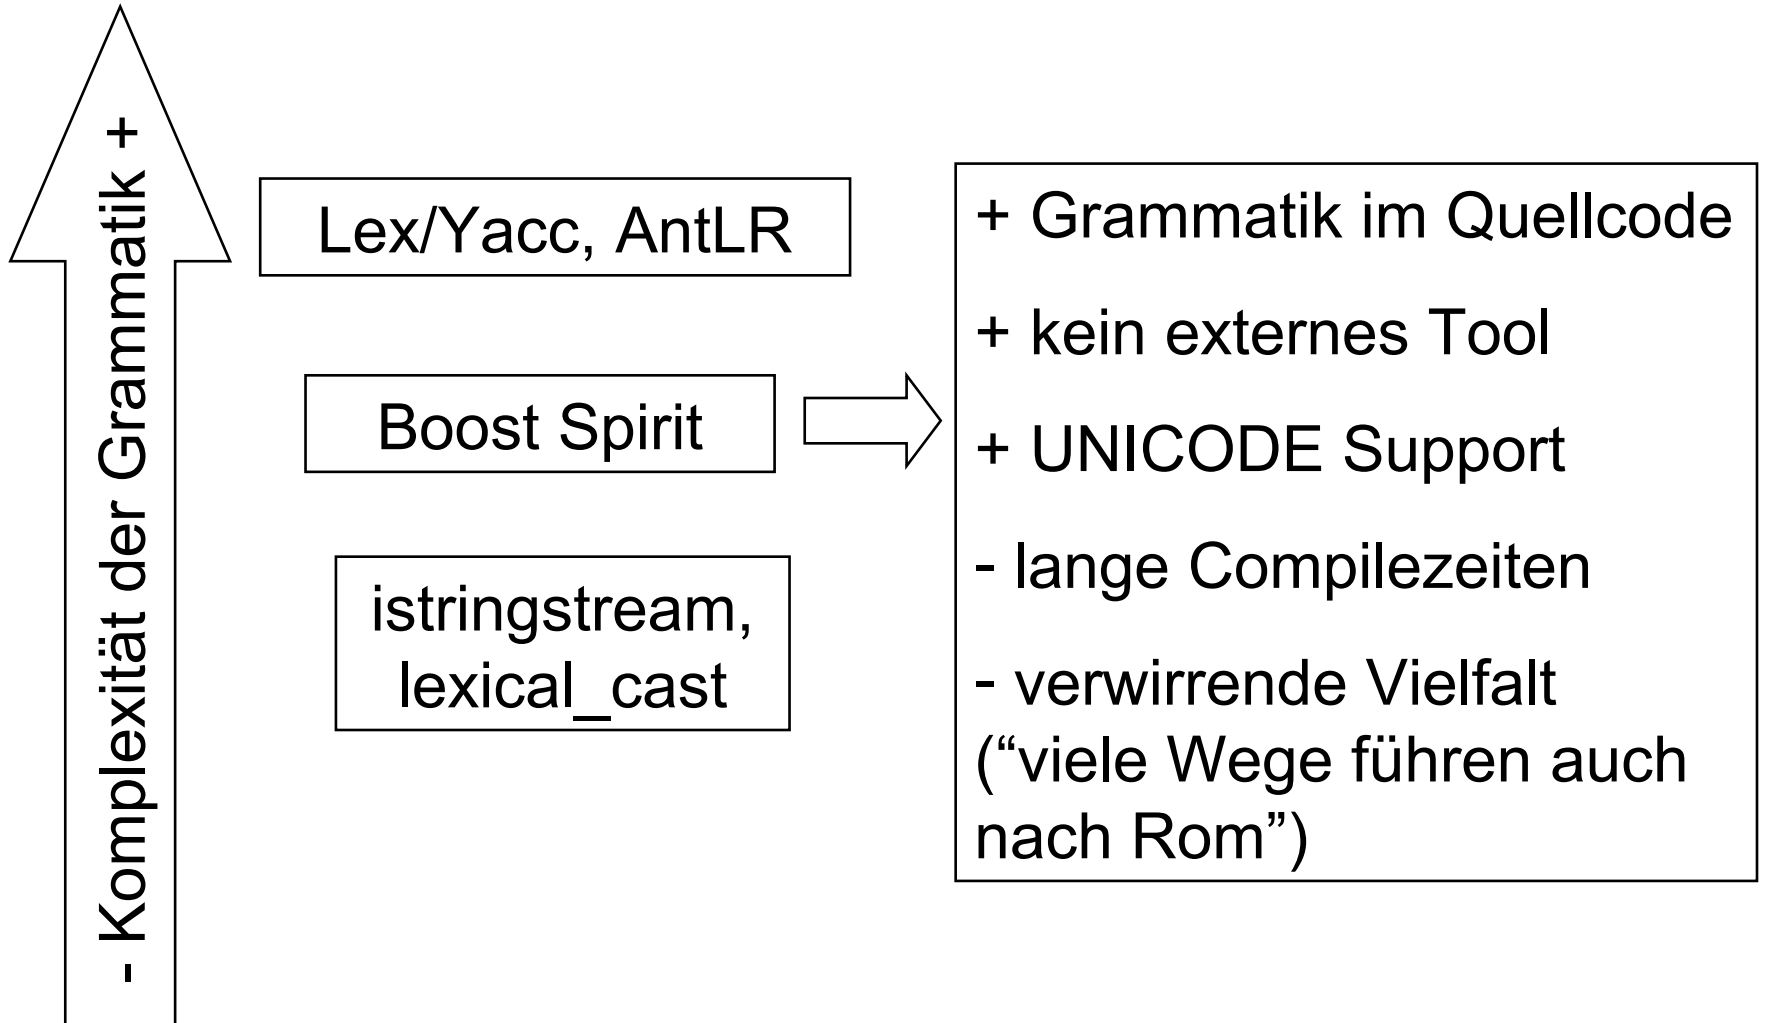 - Komplexität der Grammatik +
Lex/Yacc, AntLR
Boost Spirit
istringstream,
lexical_cast
+ Grammatik im Quellcode
+ kein externes Tool
+ UNICODE Support
- lange Compilezeiten
- verwirrende Vielfalt
(“viele Wege führen auch
nach Rom”)